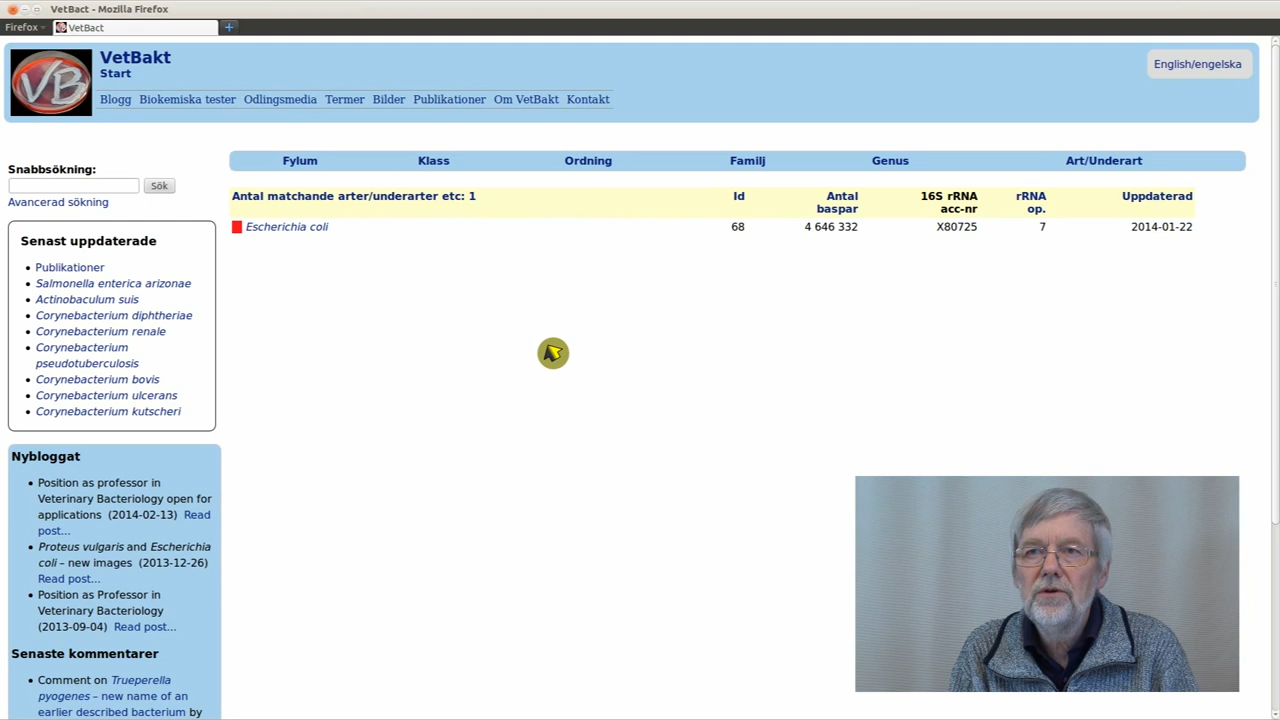 VetBact - Mozilla Firefox
Firefox
VetBact
VB
VetBakt
Start
English/engelska
Blogg Biokemiska tester Odlingsmedia Termer Bilder Publikationer Om VetBakt Kontakt
Snabbsökning:
Sök
Avancerad sökning
Senast uppdaterade
Publikationer
Salmonella enterica arizonae
Actinobaculum suis
Corynebacterium diphtheriae
Corynebacterium renale
Corynebacterium
pseudotuberculosis
Corynebacterium bovis
Corynebacterium ulcerans
Corynebacterium kutscheri
Nybloggat
Position as professor in
Veterinary Bacteriology open for
applications (2014-02-13) Read
post...
Proteus vulgaris and Escherichia
coli – new images (2013-12-26)
Read post...
Position as Professor in
Veterinary Bacteriology
(2013-09-04) Read post...
Senaste kommentarer
Comment on Trueperella
pyogenes – new name of an
earlier described bacterium by
Fylum Klass Ordning Familj Genus Art/Underart
Antal matchande arter/underarter etc: 1 Id Antal 16S rRNA rRNA Uppdaterad
baspar acc-nr op.
Escherichia coli 68 4 646 332 X80725 7 2014-01-22